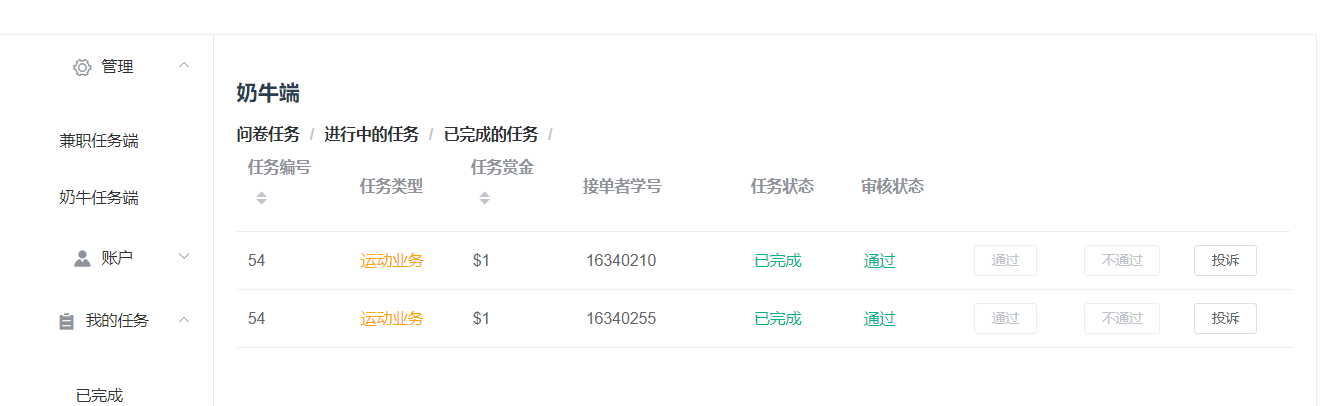 管理
兼职任务端
奶牛任务端
账户
我的任务
已完成
奶牛端
问卷任务 / 进行中的任务 / 已完成的任务 /
任务编号 任务类型 任务赏金 接单者学号 任务状态 审核状态
54 运动业务 $1 16340210 已完成 通过 通过 不通过 投诉
54 运动业务 $1 16340255 已完成 通过 通过 不通过 投诉